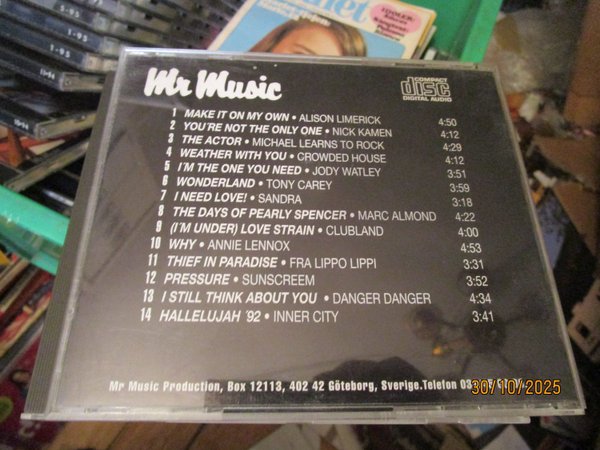 Mr Music
COMPACT
disc
DIGITAL AUDIO
1 MAKE IT ON MY OWN • ALISON LIMERICK 4:50
2 YOU'RE NOT THE ONLY ONE • NICK KAMEN 4:12
3 THE ACTOR • MICHAEL LEARNS TO ROCK 4:29
4 WEATHER WITH YOU • CROWDED HOUSE 4:12
5 I'M THE ONE YOU NEED • JODY WATLEY 3:51
6 WONDERLAND • TONY CAREY 3:59
7 I NEED LOVE! • SANDRA 3:18
8 THE DAYS OF PEARLY SPENCER • MARC ALMOND 4:22
9 (I'M UNDER) LOVE STRAIN • CLUBLAND 4:00
10 WHY • ANNIE LENNOX 4:53
11 THIEF IN PARADISE • FRA LIPPO LIPPI 3:31
12 PRESSURE • SUNSCREEM 3:52
13 I STILL THINK ABOUT YOU • DANGER DANGER 4:34
14 HALLELUJAH '92 • INNER CITY 3:41
Mr Music Production, Box 12113, 402 42 Göteborg, Sverige. Telefon
30/10/2025